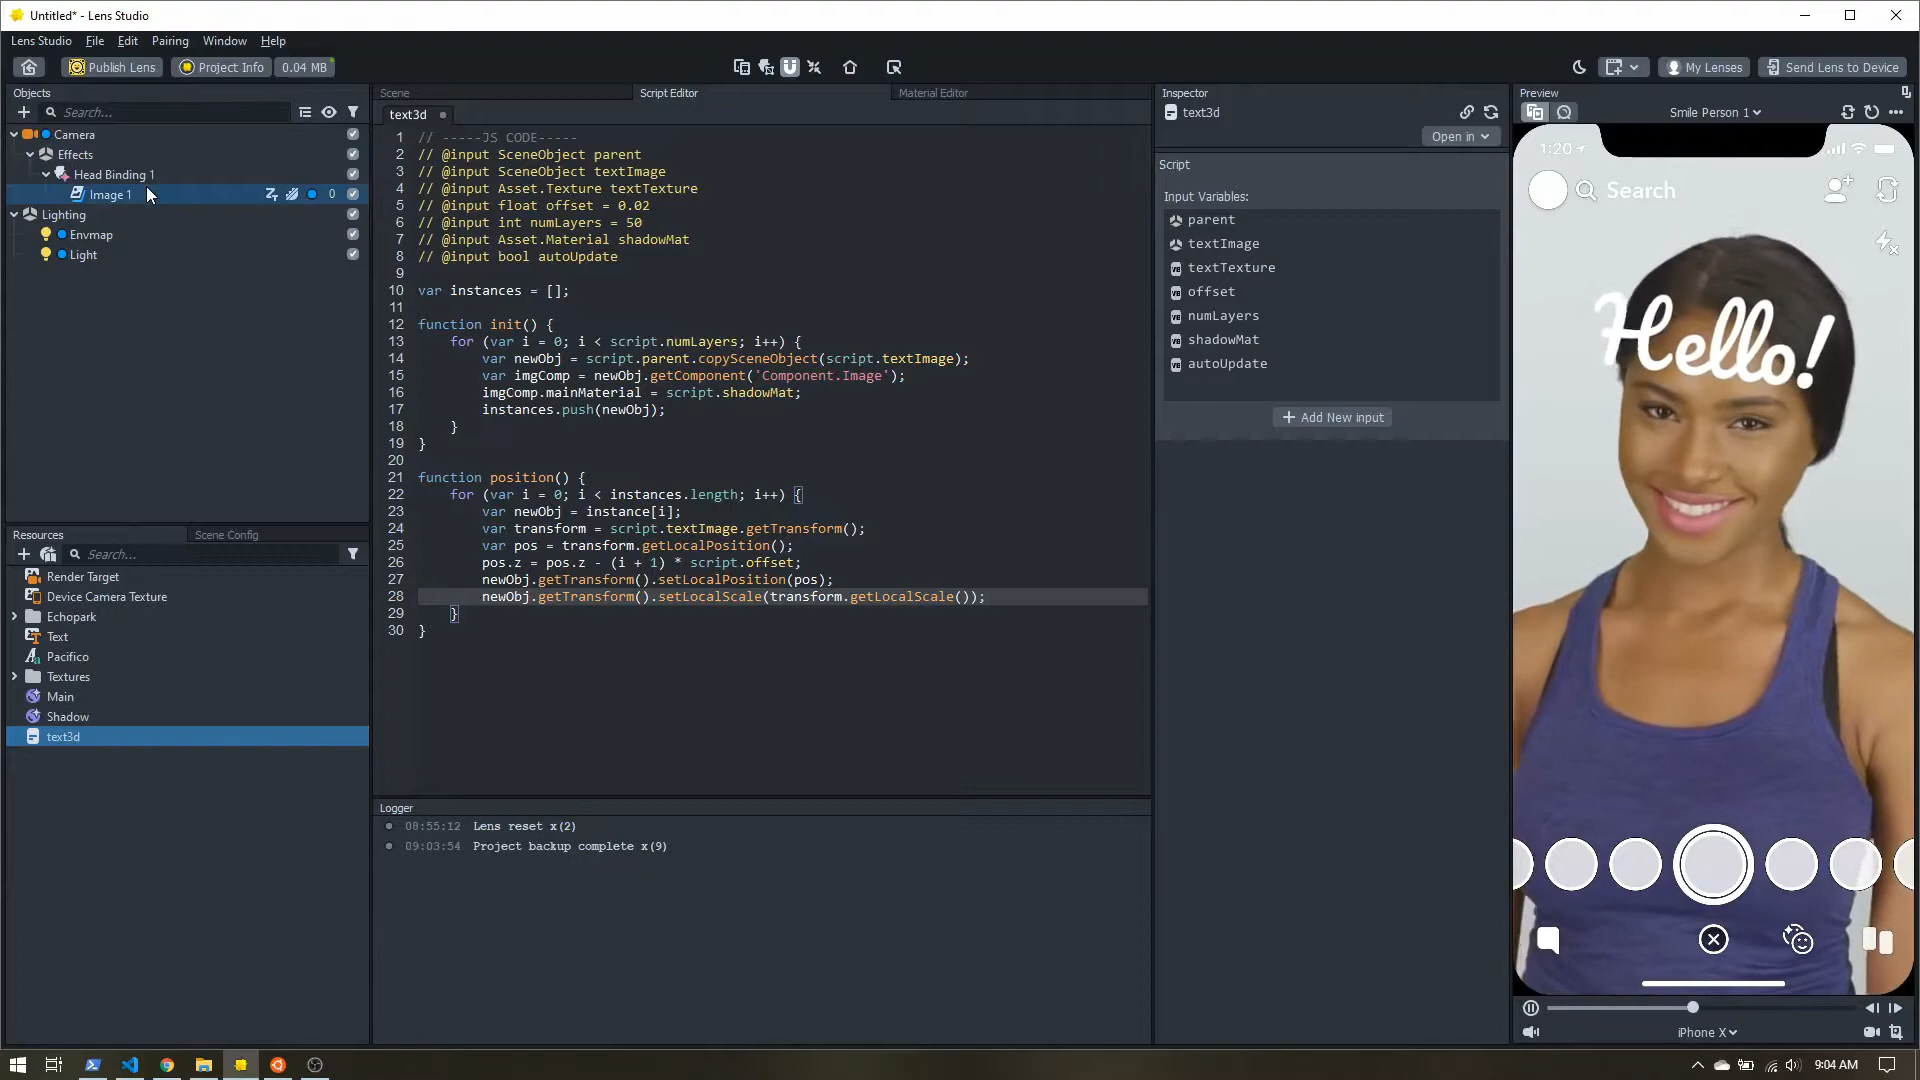 Untitled* - Lens Studio
Lens Studio File Edit Pairing Window Help
Publish Lens Project Info 0.04 MB My Lenses Send Lens to Device
Objects
Search...
Camera
Effects
Head Binding 1
Image 1 0
Lighting
Envmap
Light
Resources Scene Config
Search...
Render Target
Device Camera Texture
Echopark
Text
Pacifico
Textures
Main
Shadow
text3d
Scene Script Editor Material Editor
text3d
1 // -----JS CODE-----
2 // @input SceneObject parent
3 // @input SceneObject textImage
4 // @input Asset.Texture textTexture
5 // @input float offset = 0.02
6 // @input int numLayers = 50
7 // @input Asset.Material shadowMat
8 // @input bool autoUpdate
9
10 var instances = [];
11
12 function init() {
13 for (var i = 0; i < script.numLayers; i++) {
14 var newObj = script.parent.copySceneObject(script.textImage);
15 var imgComp = newObj.getComponent('Component.Image');
16 imgComp.mainMaterial = script.shadowMat;
17 instances.push(newObj);
18 }
19 }
20
21 function position() {
22 for (var i = 0; i < instances.length; i++) {
23 var newObj = instance[i];
24 var transform = script.textImage.getTransform();
25 var pos = transform.getLocalPosition();
26 pos.z = pos.z - (i + 1) * script.offset;
27 newObj.getTransform().setLocalPosition(pos);
28 newObj.getTransform().setLocalScale(transform.getLocalScale());
29 }
30 }
Logger
08:55:12 Lens reset x(2)
09:03:54 Project backup complete x(9)
Inspector
text3d
Open in
Script
Input Variables:
parent
textImage
textTexture
offset
numLayers
shadowMat
autoUpdate
+ Add New input
Preview
Smile Person 1
1:20
Search
Hello!
iPhone X
9:04 AM